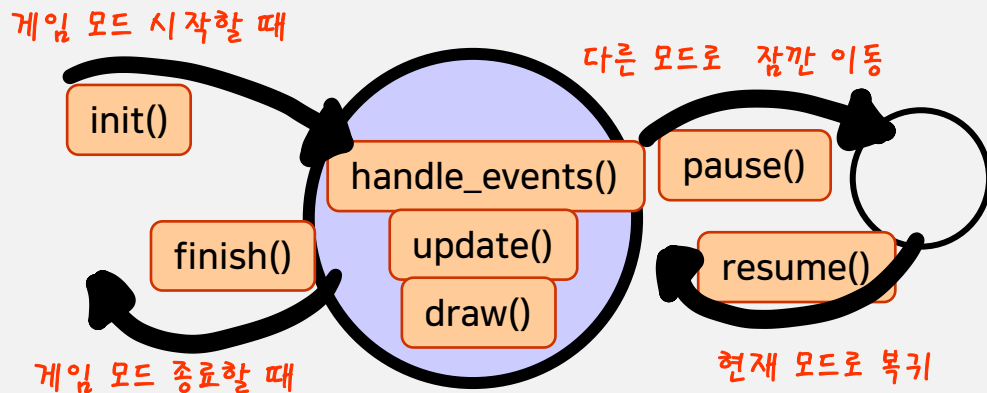 게임 모드 시작할 때
다른 모드로 잠깐 이동
init()
pause()
handle_events()
finish()
update()
resume()
draw()
게임 모드 종료할 때
현재 모드로 복귀